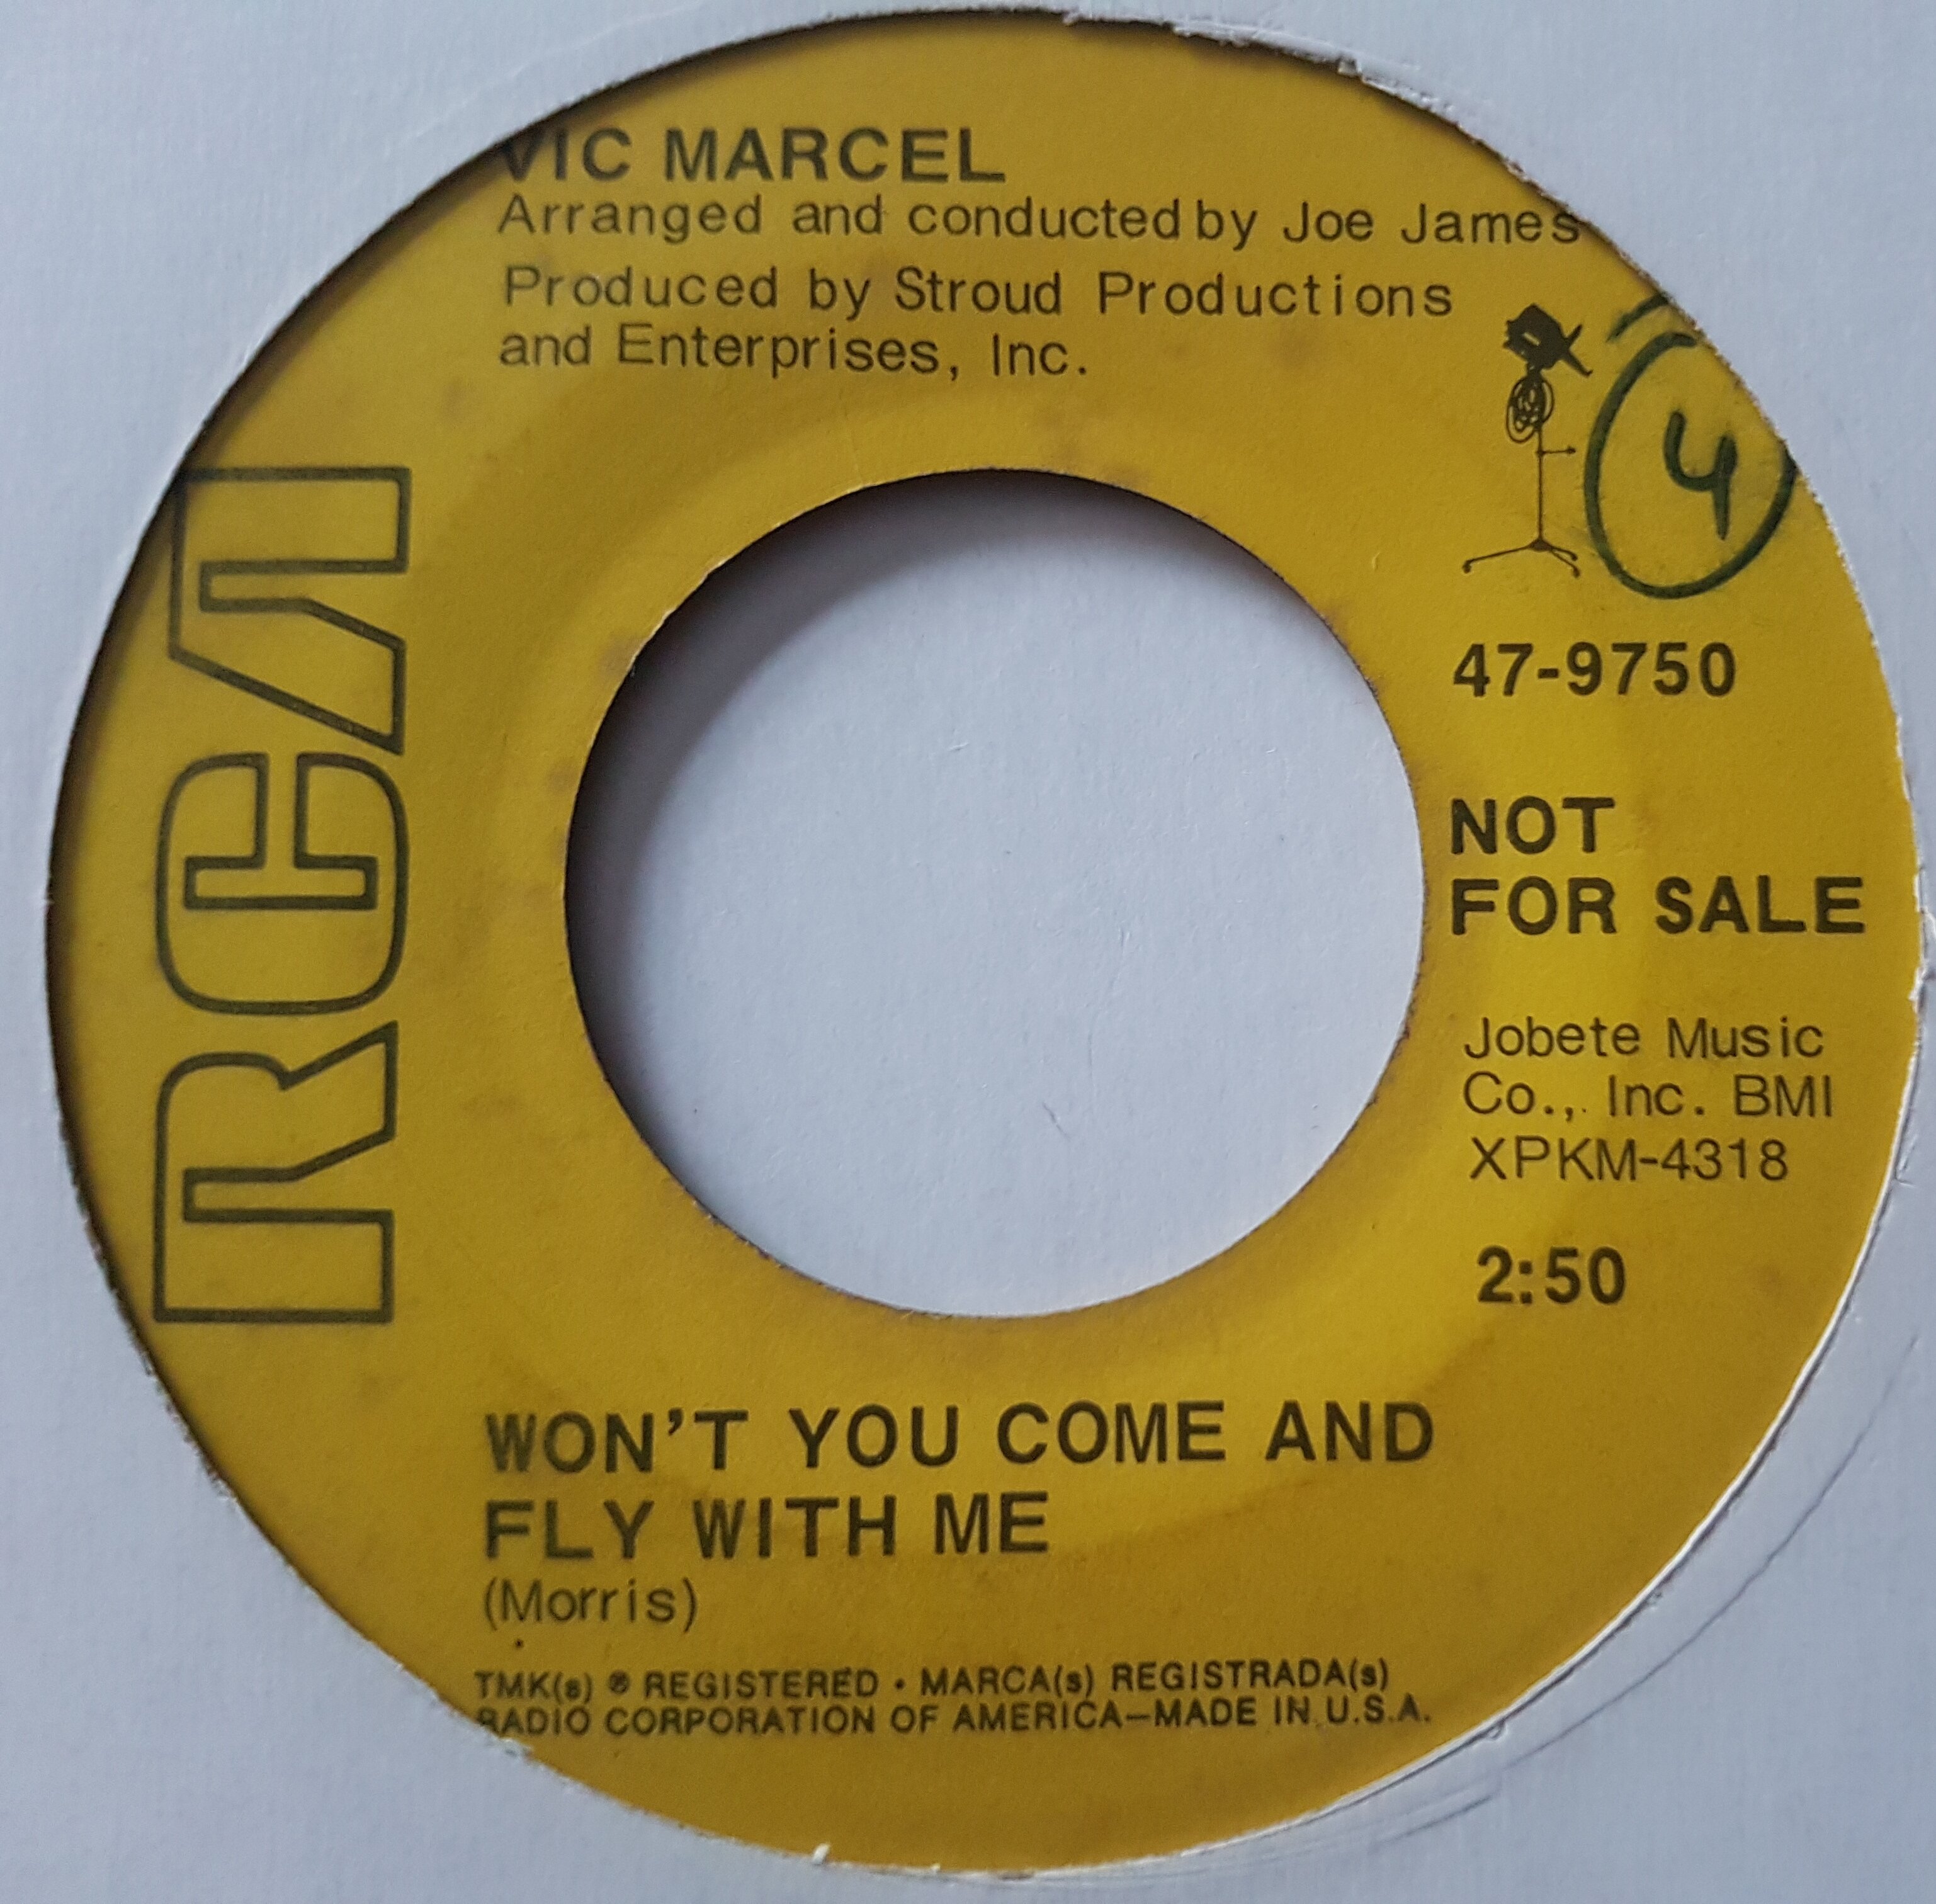 VIC MARCEL
Arranged and conducted by Joe James
Produced by Stroud Productions
and Enterprises, Inc.
RCA
4
47-9750
NOT
FOR SALE
Jobete Music
Co., Inc. BMI
XPKM-4318
2:50
WON'T YOU COME AND
FLY WITH ME
(Morris)
TMK(s) ® REGISTERED • MARCA(s) REGISTRADA(s)
RADIO CORPORATION OF AMERICA—MADE IN U.S.A.